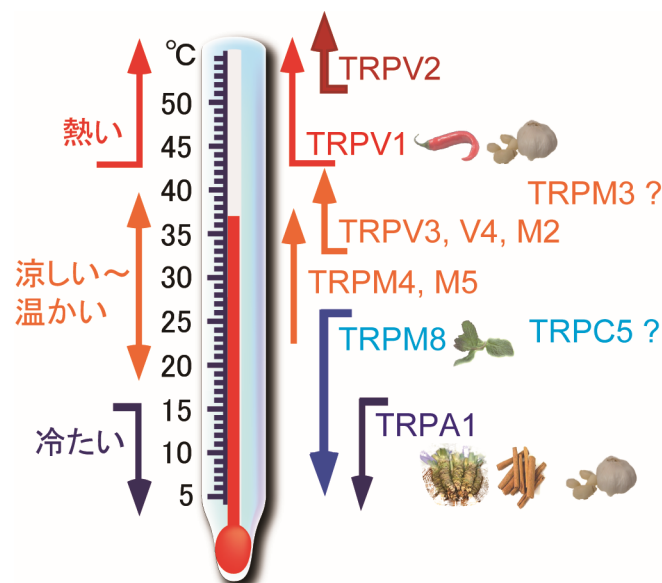 ℃
50
45
40
35
30
25
20
15
10
5
熱い
涼しい～
温かい
冷たい
TRPV2
TRPV1
TRPM3 ?
TRPV3, V4, M2
TRPM4, M5
TRPM8
TRPC5 ?
TRPA1